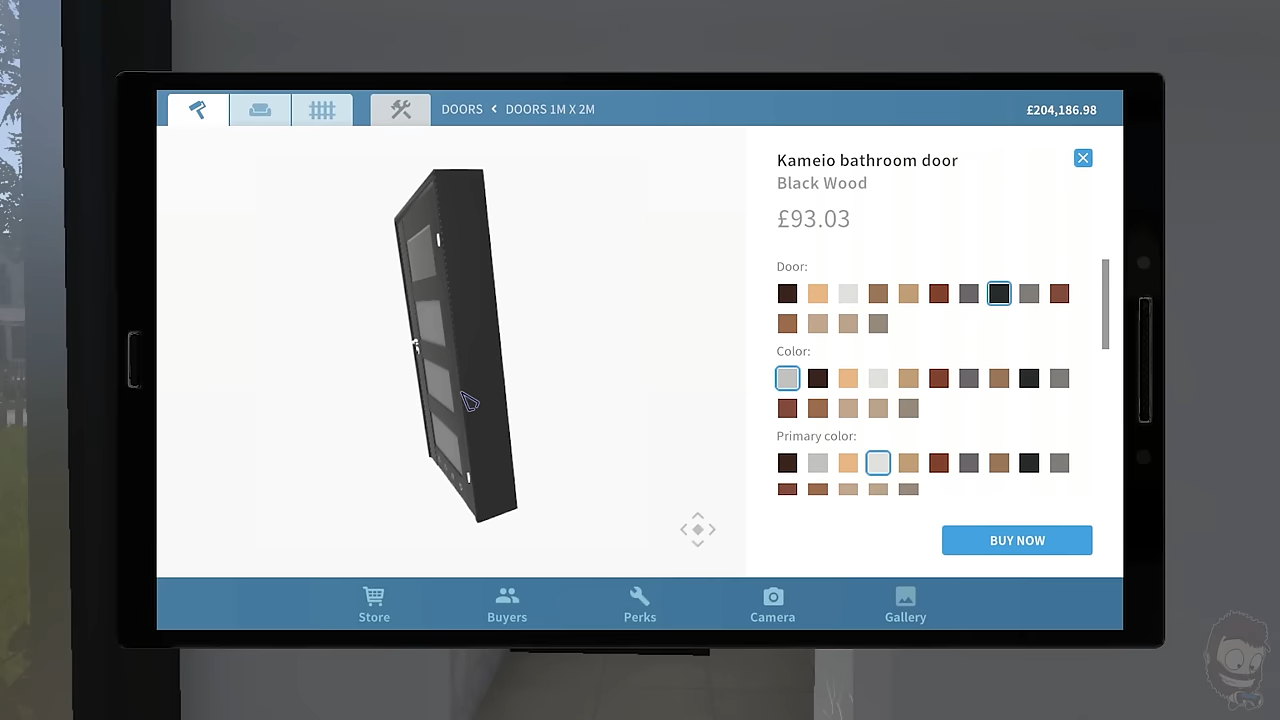 DOORS < DOORS 1M X 2M
£204,186.98
Kameio bathroom door
Black Wood
£93.03
Door:
Color:
Primary color:
BUY NOW
Store
Buyers
Perks
Camera
Gallery